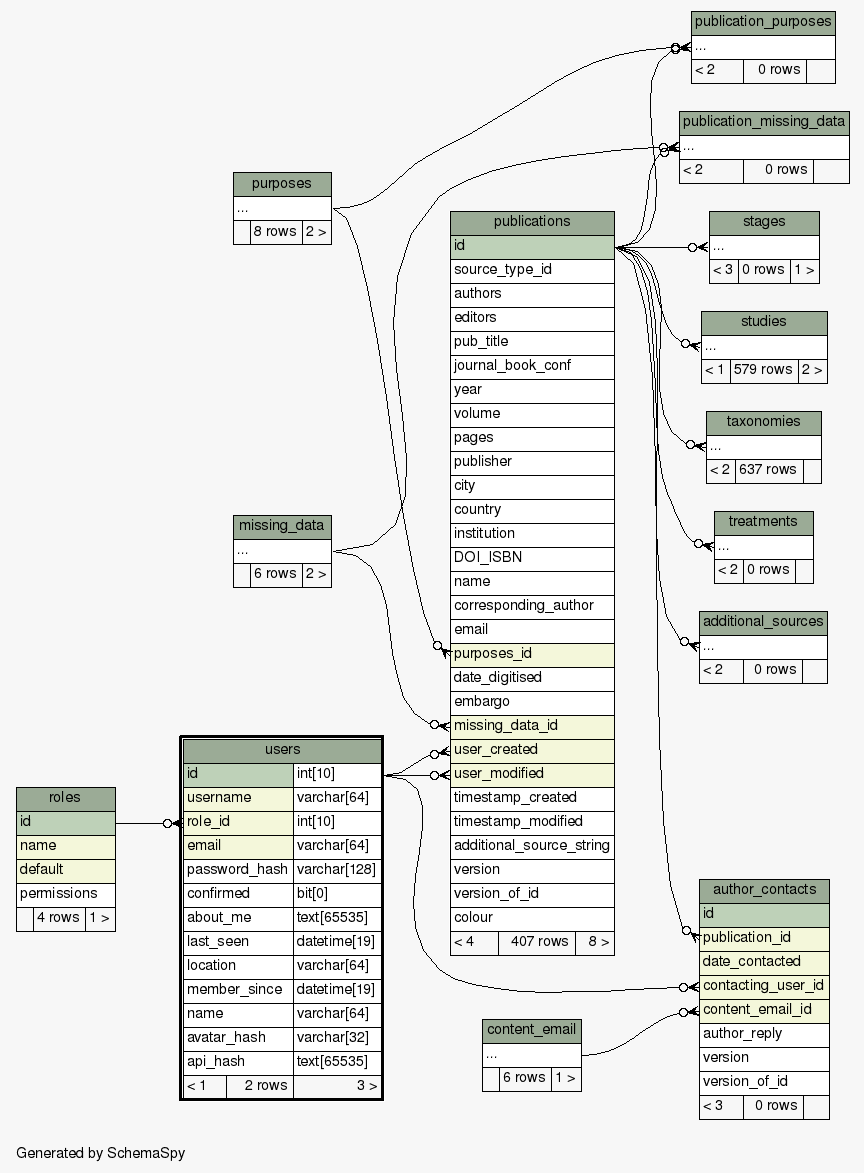 publication_purposes
...
< 2 0 rows
publication_missing_data
...
< 2 0 rows
purposes
...
8 rows 2 >
publications
id
source_type_id
authors
editors
pub_title
journal_book_conf
year
volume
pages
publisher
city
country
institution
DOI_ISBN
name
corresponding_author
email
purposes_id
date_digitised
embargo
missing_data_id
user_created
user_modified
timestamp_created
timestamp_modified
additional_source_string
version
version_of_id
colour
< 4 407 rows 8 >
stages
...
< 3 0 rows 1 >
studies
...
< 1 579 rows 2 >
taxonomies
...
< 2 637 rows
treatments
...
< 2 0 rows
additional_sources
...
< 2 0 rows
missing_data
...
6 rows 2 >
users
id int[10]
username varchar[64]
role_id int[10]
email varchar[64]
password_hash varchar[128]
confirmed bit[0]
about_me text[65535]
last_seen datetime[19]
location varchar[64]
member_since datetime[19]
name varchar[64]
avatar_hash varchar[32]
api_hash text[65535]
< 1 2 rows 3 >
roles
id
name
default
permissions
4 rows 1 >
author_contacts
id
publication_id
date_contacted
contacting_user_id
content_email_id
author_reply
version
version_of_id
< 3 0 rows
content_email
...
6 rows 1 >
Generated by SchemaSpy